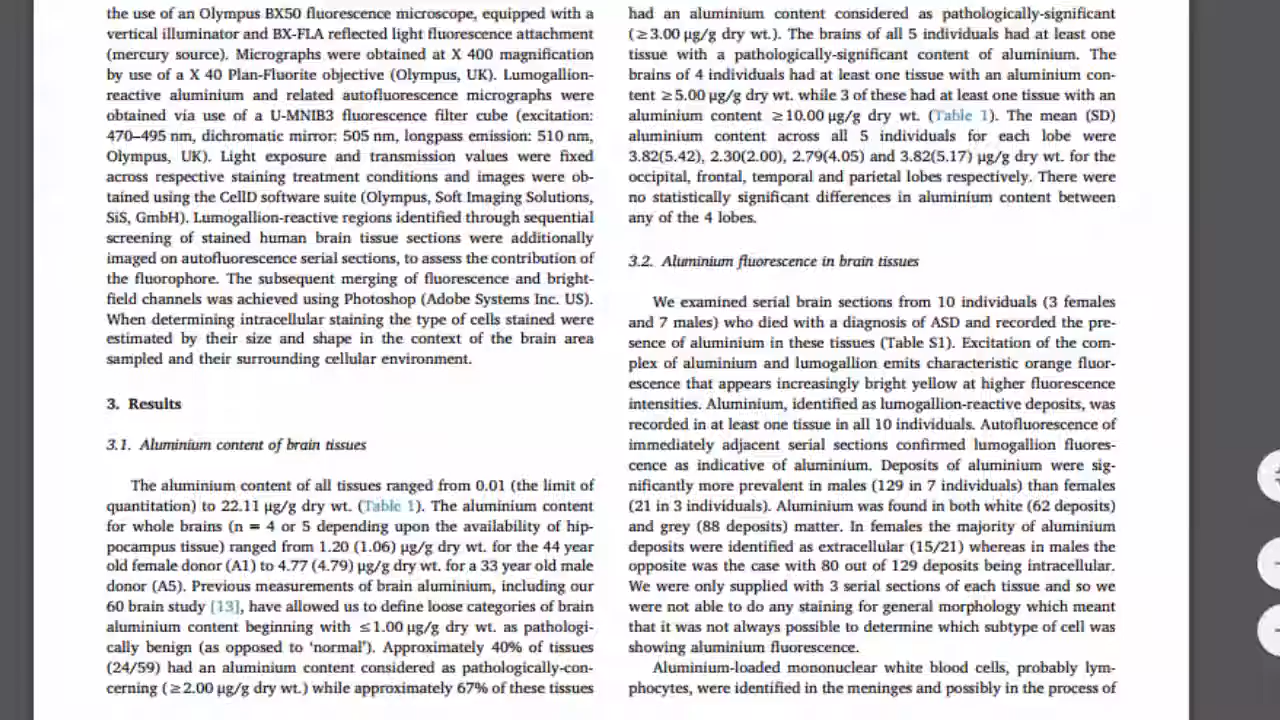 the use of an Olympus BX50 fluorescence microscope, equipped with a
vertical illuminator and BX-FLA reflected light fluorescence attachment
(mercury source). Micrographs were obtained at X 400 magnification
by use of a X 40 Plan-Fluorite objective (Olympus, UK). Lumogallion-
reactive aluminium and related autofluorescence micrographs were
obtained via use of a U-MNIB3 fluorescence filter cube (excitation:
470–495 nm, dichromatic mirror: 505 nm, longpass emission: 510 nm,
Olympus, UK). Light exposure and transmission values were fixed
across respective staining treatment conditions and images were ob-
tained using the CellD software suite (Olympus, Soft Imaging Solutions,
SiS, GmbH). Lumogallion-reactive regions identified through sequential
screening of stained human brain tissue sections were additionally
imaged on autofluorescence serial sections, to assess the contribution of
the fluorophore. The subsequent merging of fluorescence and bright-
field channels was achieved using Photoshop (Adobe Systems Inc. US).
When determining intracellular staining the type of cells stained were
estimated by their size and shape in the context of the brain area
sampled and their surrounding cellular environment.
3. Results
3.1. Aluminium content of brain tissues
The aluminium content of all tissues ranged from 0.01 (the limit of
quantitation) to 22.11 μg/g dry wt. (Table 1). The aluminium content
for whole brains (n = 4 or 5 depending upon the availability of hip-
pocampus tissue) ranged from 1.20 (1.06) μg/g dry wt. for the 44 year
old female donor (A1) to 4.77 (4.79) μg/g dry wt. for a 33 year old male
donor (A5). Previous measurements of brain aluminium, including our
60 brain study [13], have allowed us to define loose categories of brain
aluminium content beginning with ≤1.00 μg/g dry wt. as pathologi-
cally benign (as opposed to ‘normal’). Approximately 40% of tissues
(24/59) had an aluminium content considered as pathologically-con-
cerning (≥2.00 μg/g dry wt.) while approximately 67% of these tissues
had an aluminium content considered as pathologically-significant
(≥3.00 μg/g dry wt.). The brains of all 5 individuals had at least one
tissue with a pathologically-significant content of aluminium. The
brains of 4 individuals had at least one tissue with an aluminium con-
tent ≥5.00 μg/g dry wt. while 3 of these had at least one tissue with an
aluminium content ≥10.00 μg/g dry wt. (Table 1). The mean (SD)
aluminium content across all 5 individuals for each lobe were
3.82(5.42), 2.30(2.00), 2.79(4.05) and 3.82(5.17) μg/g dry wt. for the
occipital, frontal, temporal and parietal lobes respectively. There were
no statistically significant differences in aluminium content between
any of the 4 lobes.
3.2. Aluminium fluorescence in brain tissues
We examined serial brain sections from 10 individuals (3 females
and 7 males) who died with a diagnosis of ASD and recorded the pre-
sence of aluminium in these tissues (Table S1). Excitation of the com-
plex of aluminium and lumogallion emits characteristic orange fluor-
escence that appears increasingly bright yellow at higher fluorescence
intensities. Aluminium, identified as lumogallion-reactive deposits, was
recorded in at least one tissue in all 10 individuals. Autofluorescence of
immediately adjacent serial sections confirmed lumogallion fluores-
cence as indicative of aluminium. Deposits of aluminium were sig-
nificantly more prevalent in males (129 in 7 individuals) than females
(21 in 3 individuals). Aluminium was found in both white (62 deposits)
and grey (88 deposits) matter. In females the majority of aluminium
deposits were identified as extracellular (15/21) whereas in males the
opposite was the case with 80 out of 129 deposits being intracellular.
We were only supplied with 3 serial sections of each tissue and so we
were not able to do any staining for general morphology which meant
that it was not always possible to determine which subtype of cell was
showing aluminium fluorescence.
Aluminium-loaded mononuclear white blood cells, probably lym-
phocytes, were identified in the meninges and possibly in the process of